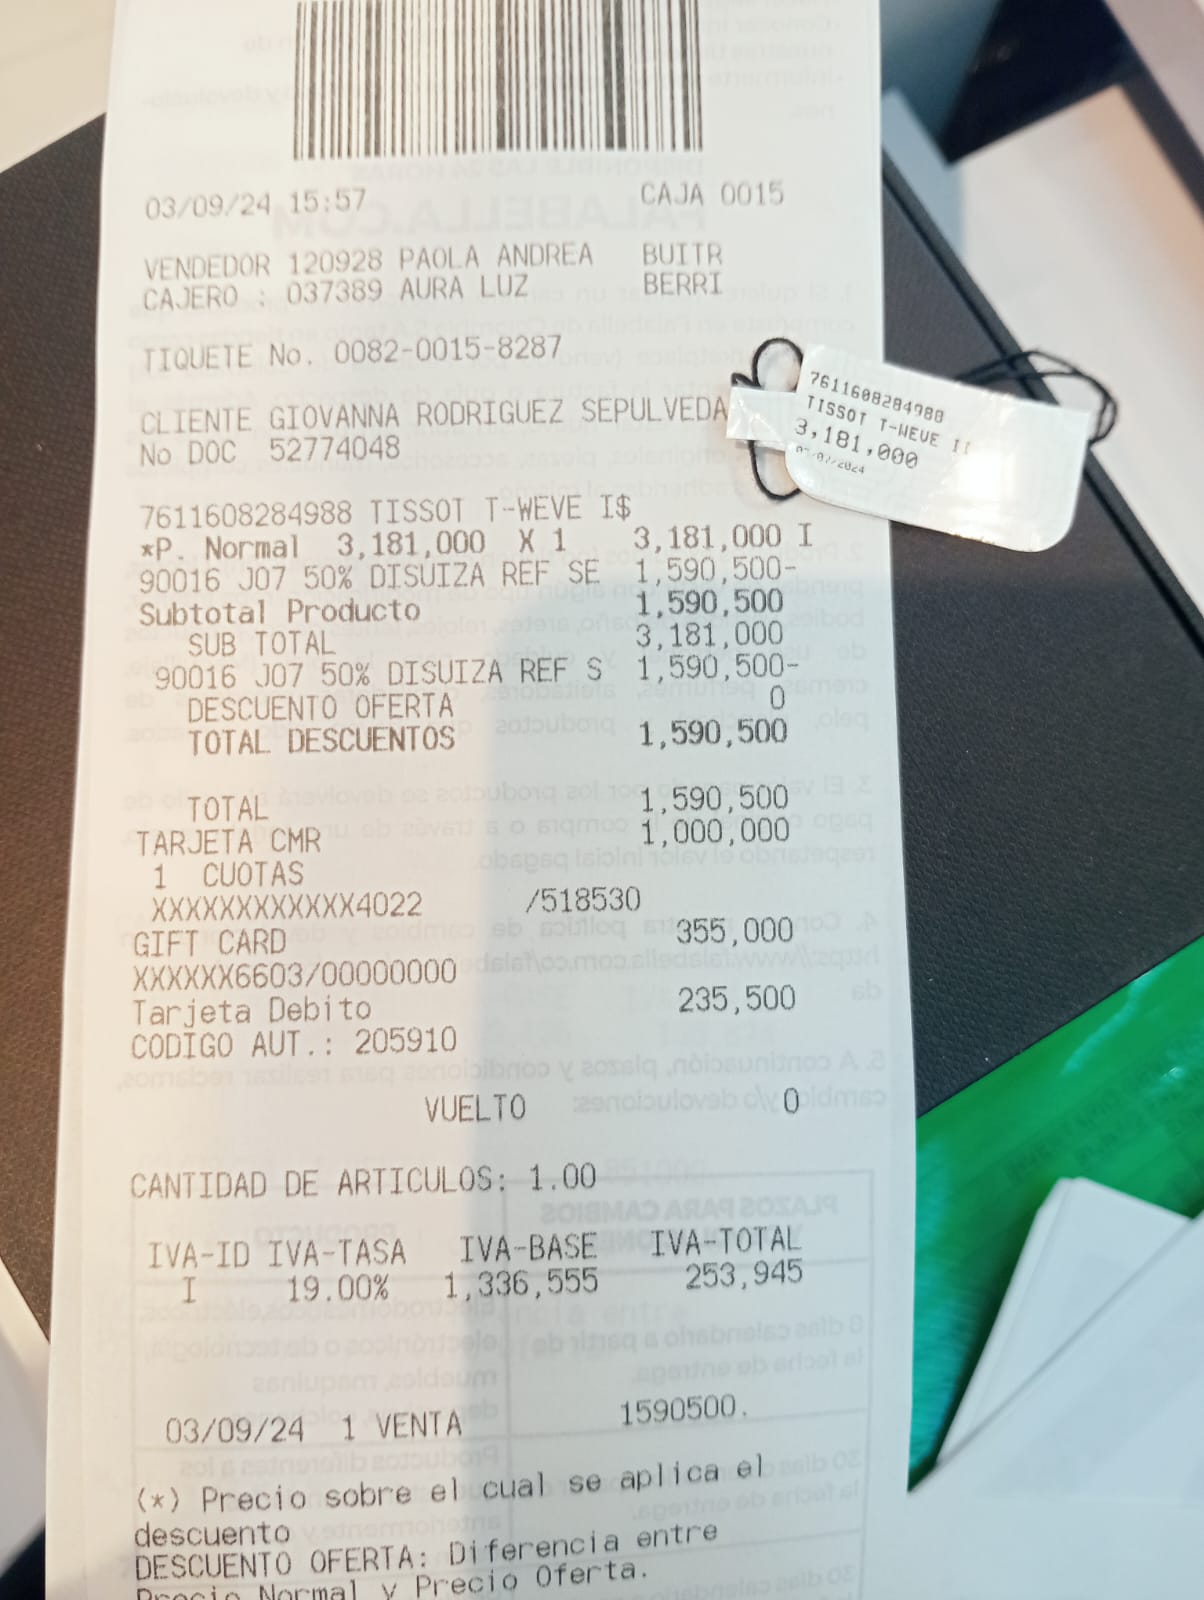 03/09/24 15:57 CAJA 0015
VENDEDOR 120928 PAOLA ANDREA BUITR
CAJERO : 037389 AURA LUZ BERRI
TIQUETE No. 0082-0015-8287
CLIENTE GIOVANNA RODRIGUEZ SEPULVEDA
No DOC 52774048
7611608284988 TISSOT T-WEVE I$
*P. Normal 3,181,000 X 1 3,181,000 I
90016 J07 50% DISUIZA REF SE 1,590,500-
Subtotal Producto 1,590,500
SUB TOTAL 3,181,000
90016 J07 50% DISUIZA REF S 1,590,500-
DESCUENTO OFERTA 0
TOTAL DESCUENTOS 1,590,500
TOTAL 1,590,500
TARJETA CMR 1,000,000
1 CUOTAS
XXXXXXXXXXXX4022 /518530
GIFT CARD 355,000
XXXXXX6603/00000000
Tarjeta Debito 235,500
CODIGO AUT.: 205910
VUELTO 0
CANTIDAD DE ARTICULOS: 1.00
IVA-ID IVA-TASA IVA-BASE IVA-TOTAL
I 19.00% 1,336,555 253,945
03/09/24 1 VENTA 1590500.
(*) Precio sobre el cual se aplica el
descuento
DESCUENTO OFERTA: Diferencia entre
Precio Normal y Precio Oferta.
7611608284988
TISSOT T-WEVE II
3,181,000